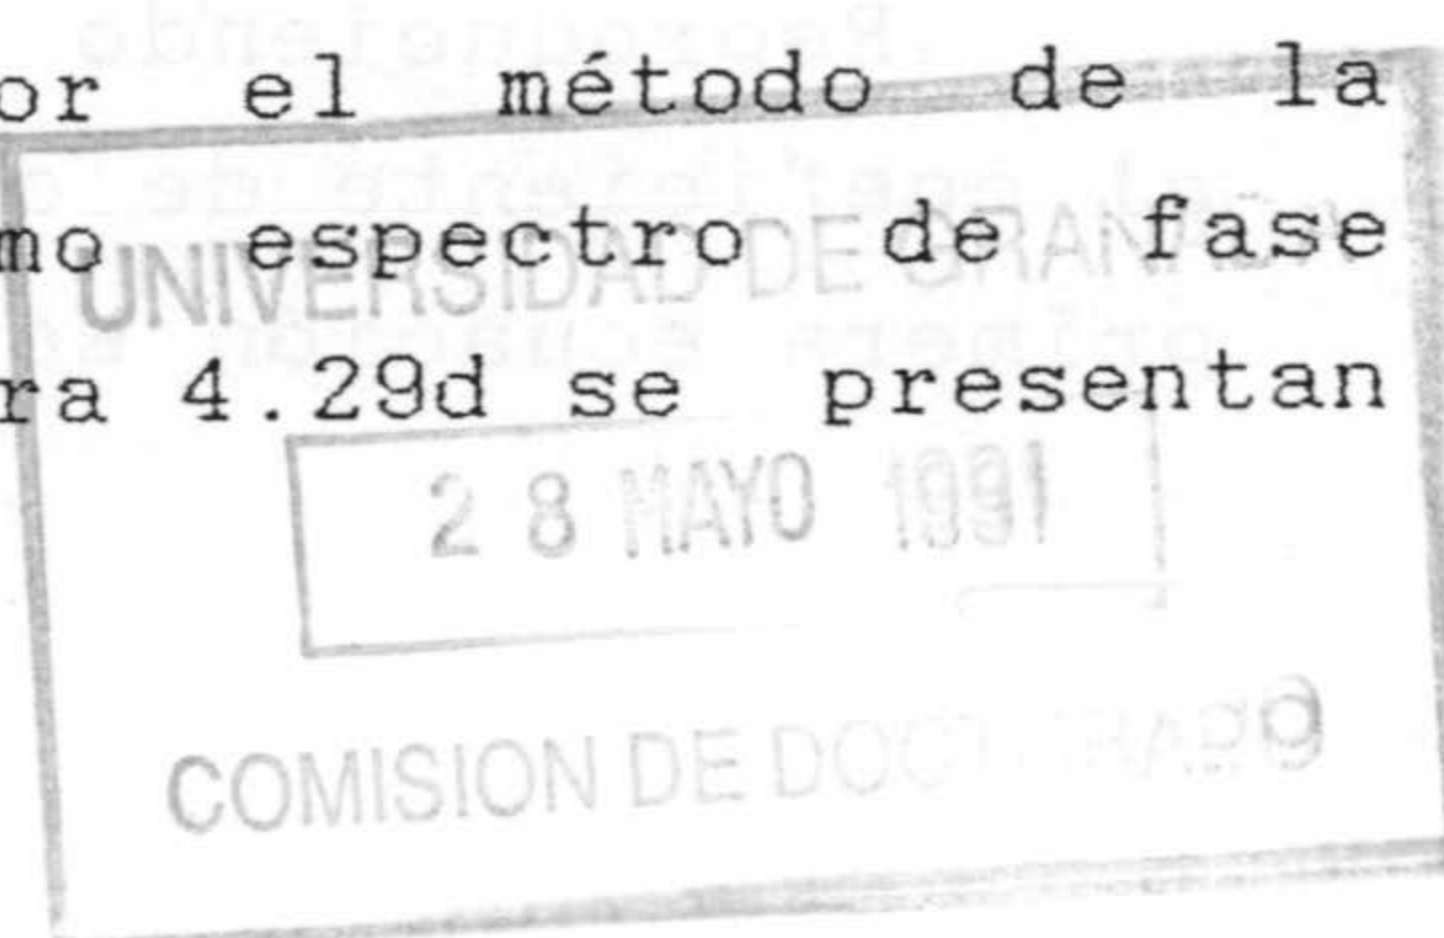 or el método de la
mo espectro de fase
UNIVERSIDAD DE GRANADA
ra 4.29d se presentan
28 MAYO 1991
COMISION DE DOCTORADO